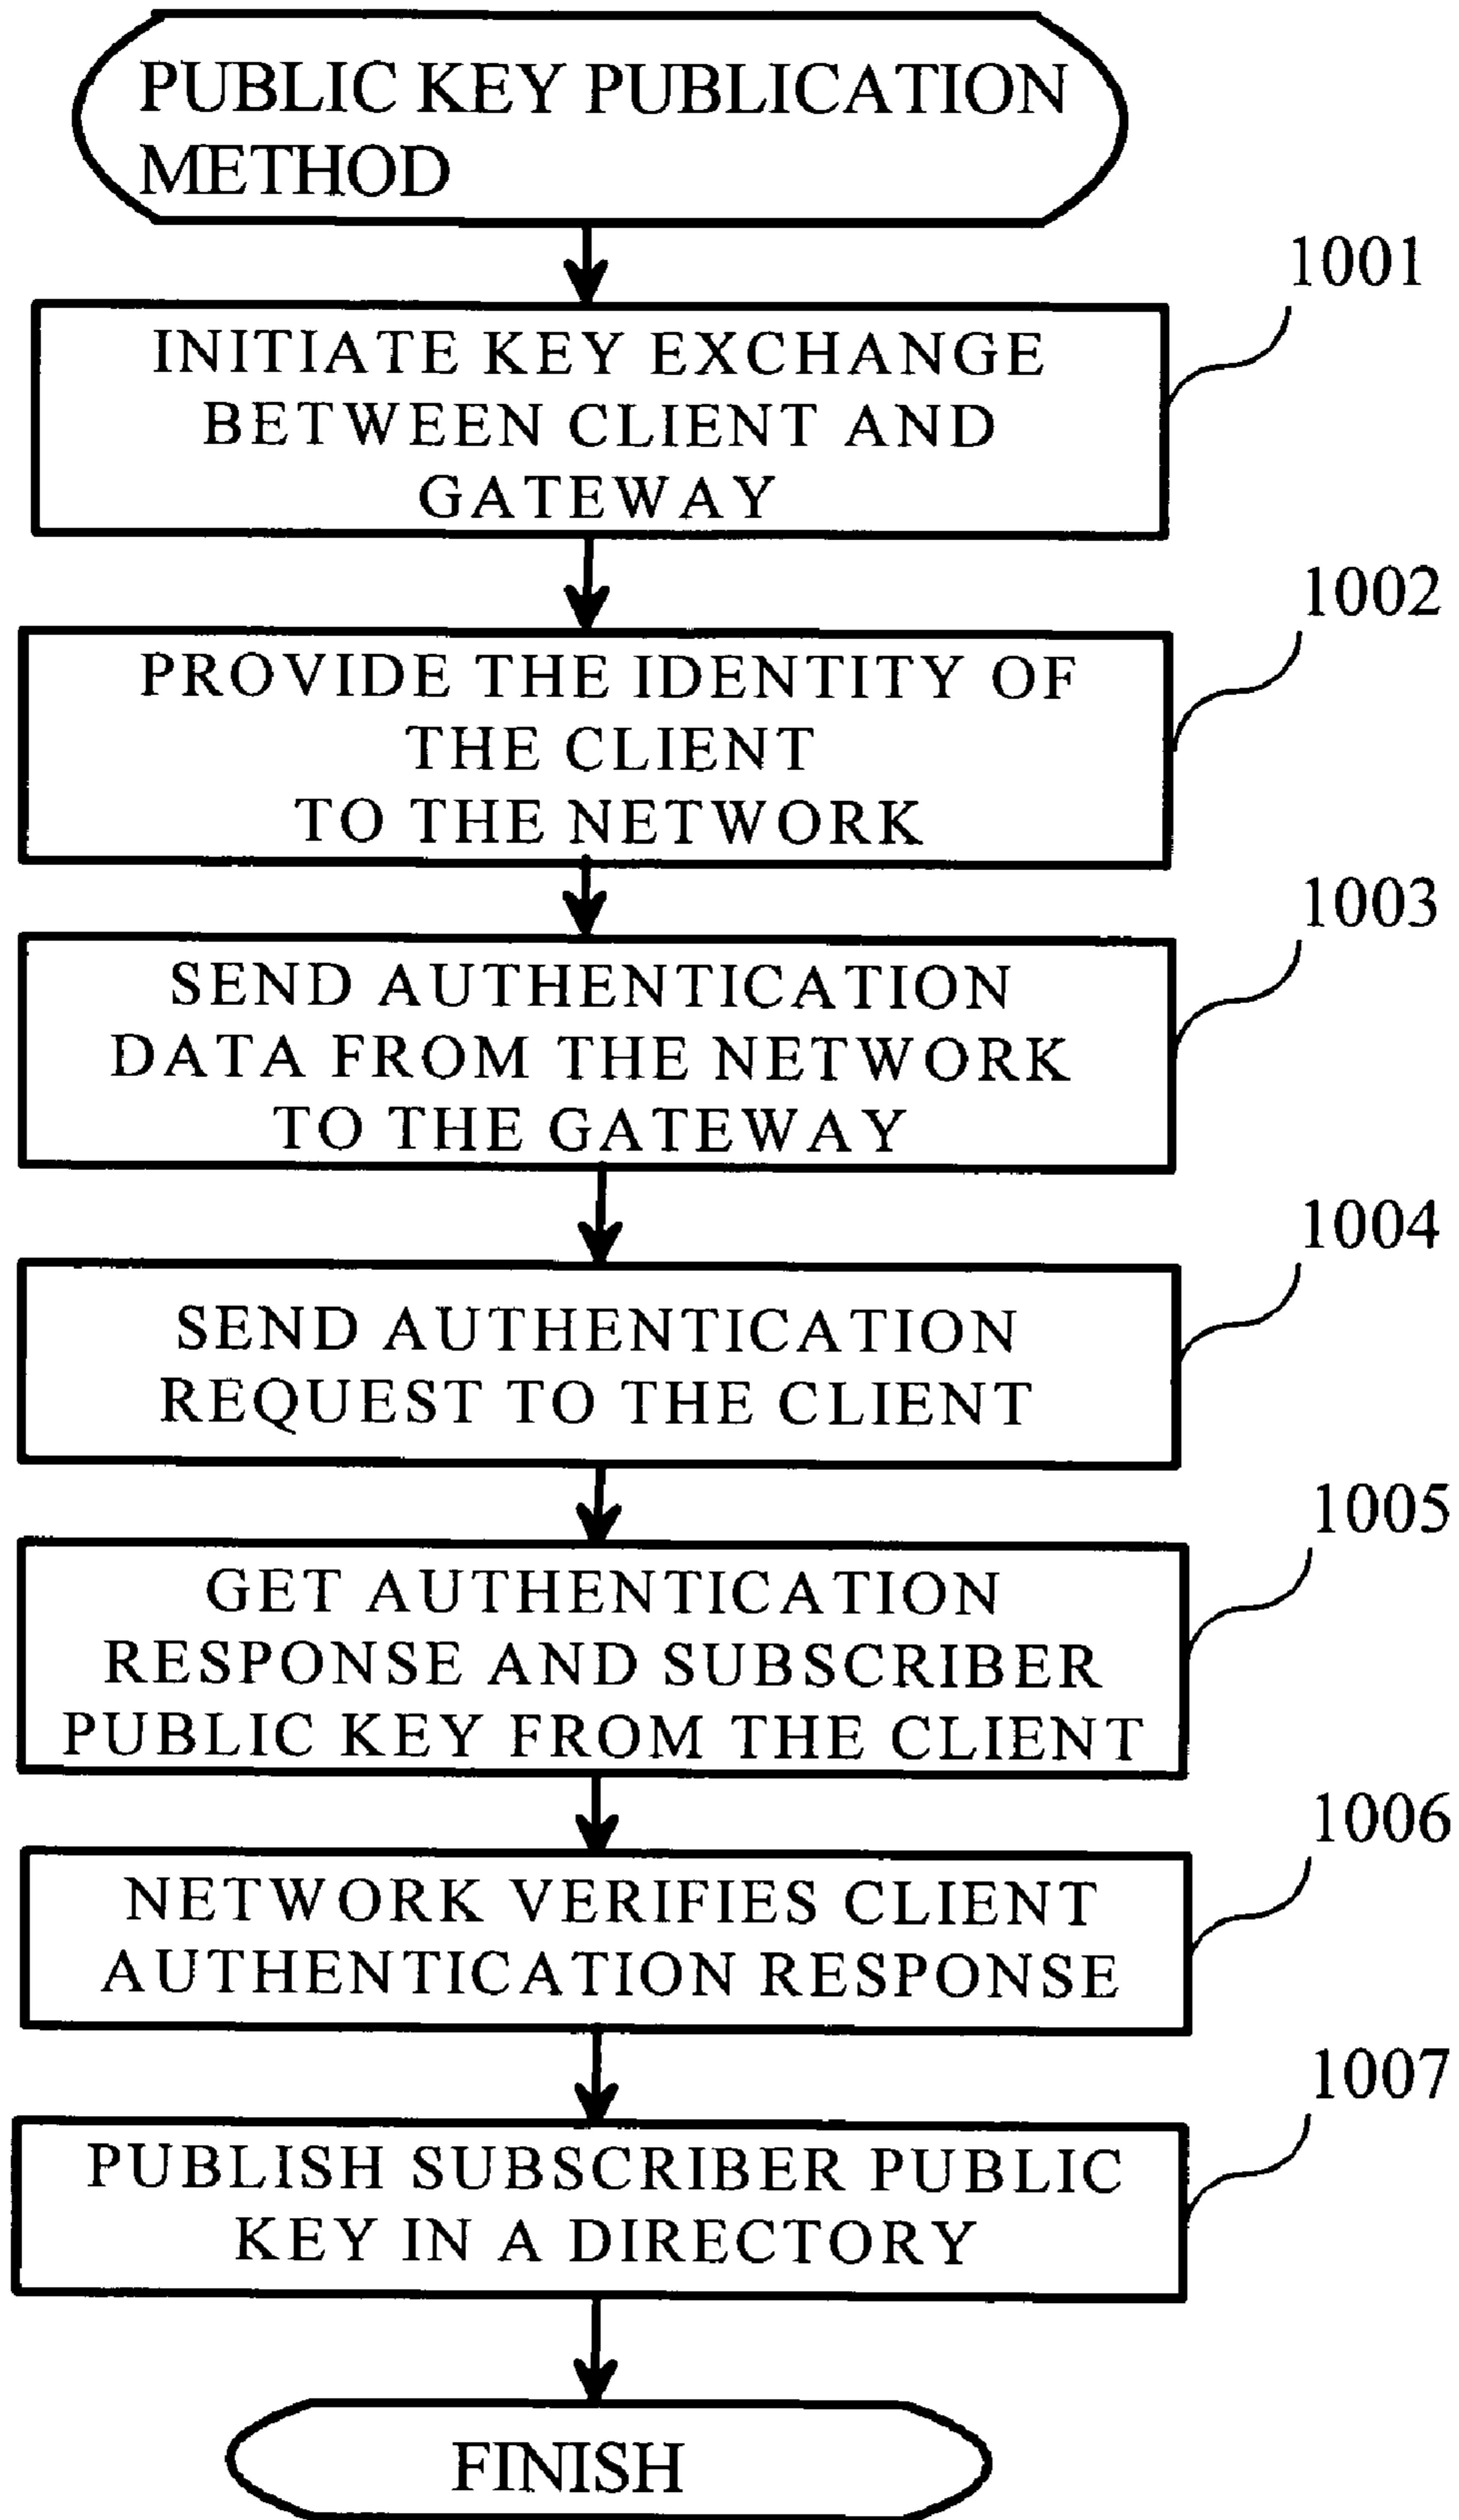 PUBLIC KEY PUBLICATION
METHOD
1001
INITIATE KEY EXCHANGE
BETWEEN CLIENT AND
GATEWAY
1002
PROVIDE THE IDENTITY OF
THE CLIENT
TO THE NETWORK
1003
SEND AUTHENTICATION
DATA FROM THE NETWORK
TO THE GATEWAY
1004
SEND AUTHENTICATION
REQUEST TO THE CLIENT
1005
GET AUTHENTICATION
RESPONSE AND SUBSCRIBER
PUBLIC KEY FROM THE CLIENT
1006
NETWORK VERIFIES CLIENT
AUTHENTICATION RESPONSE
1007
PUBLISH SUBSCRIBER PUBLIC
KEY IN A DIRECTORY
FINISH